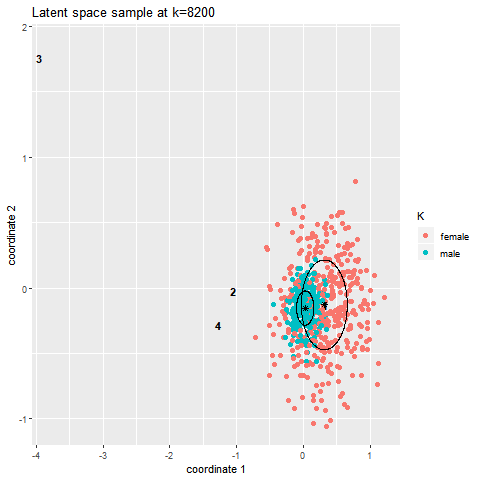 Latent space sample at k=8200
2
3
1
2
0
4
-1
-4
-3
-2
-1
0
1
coordinate 1
coordinate 2
K
female
male